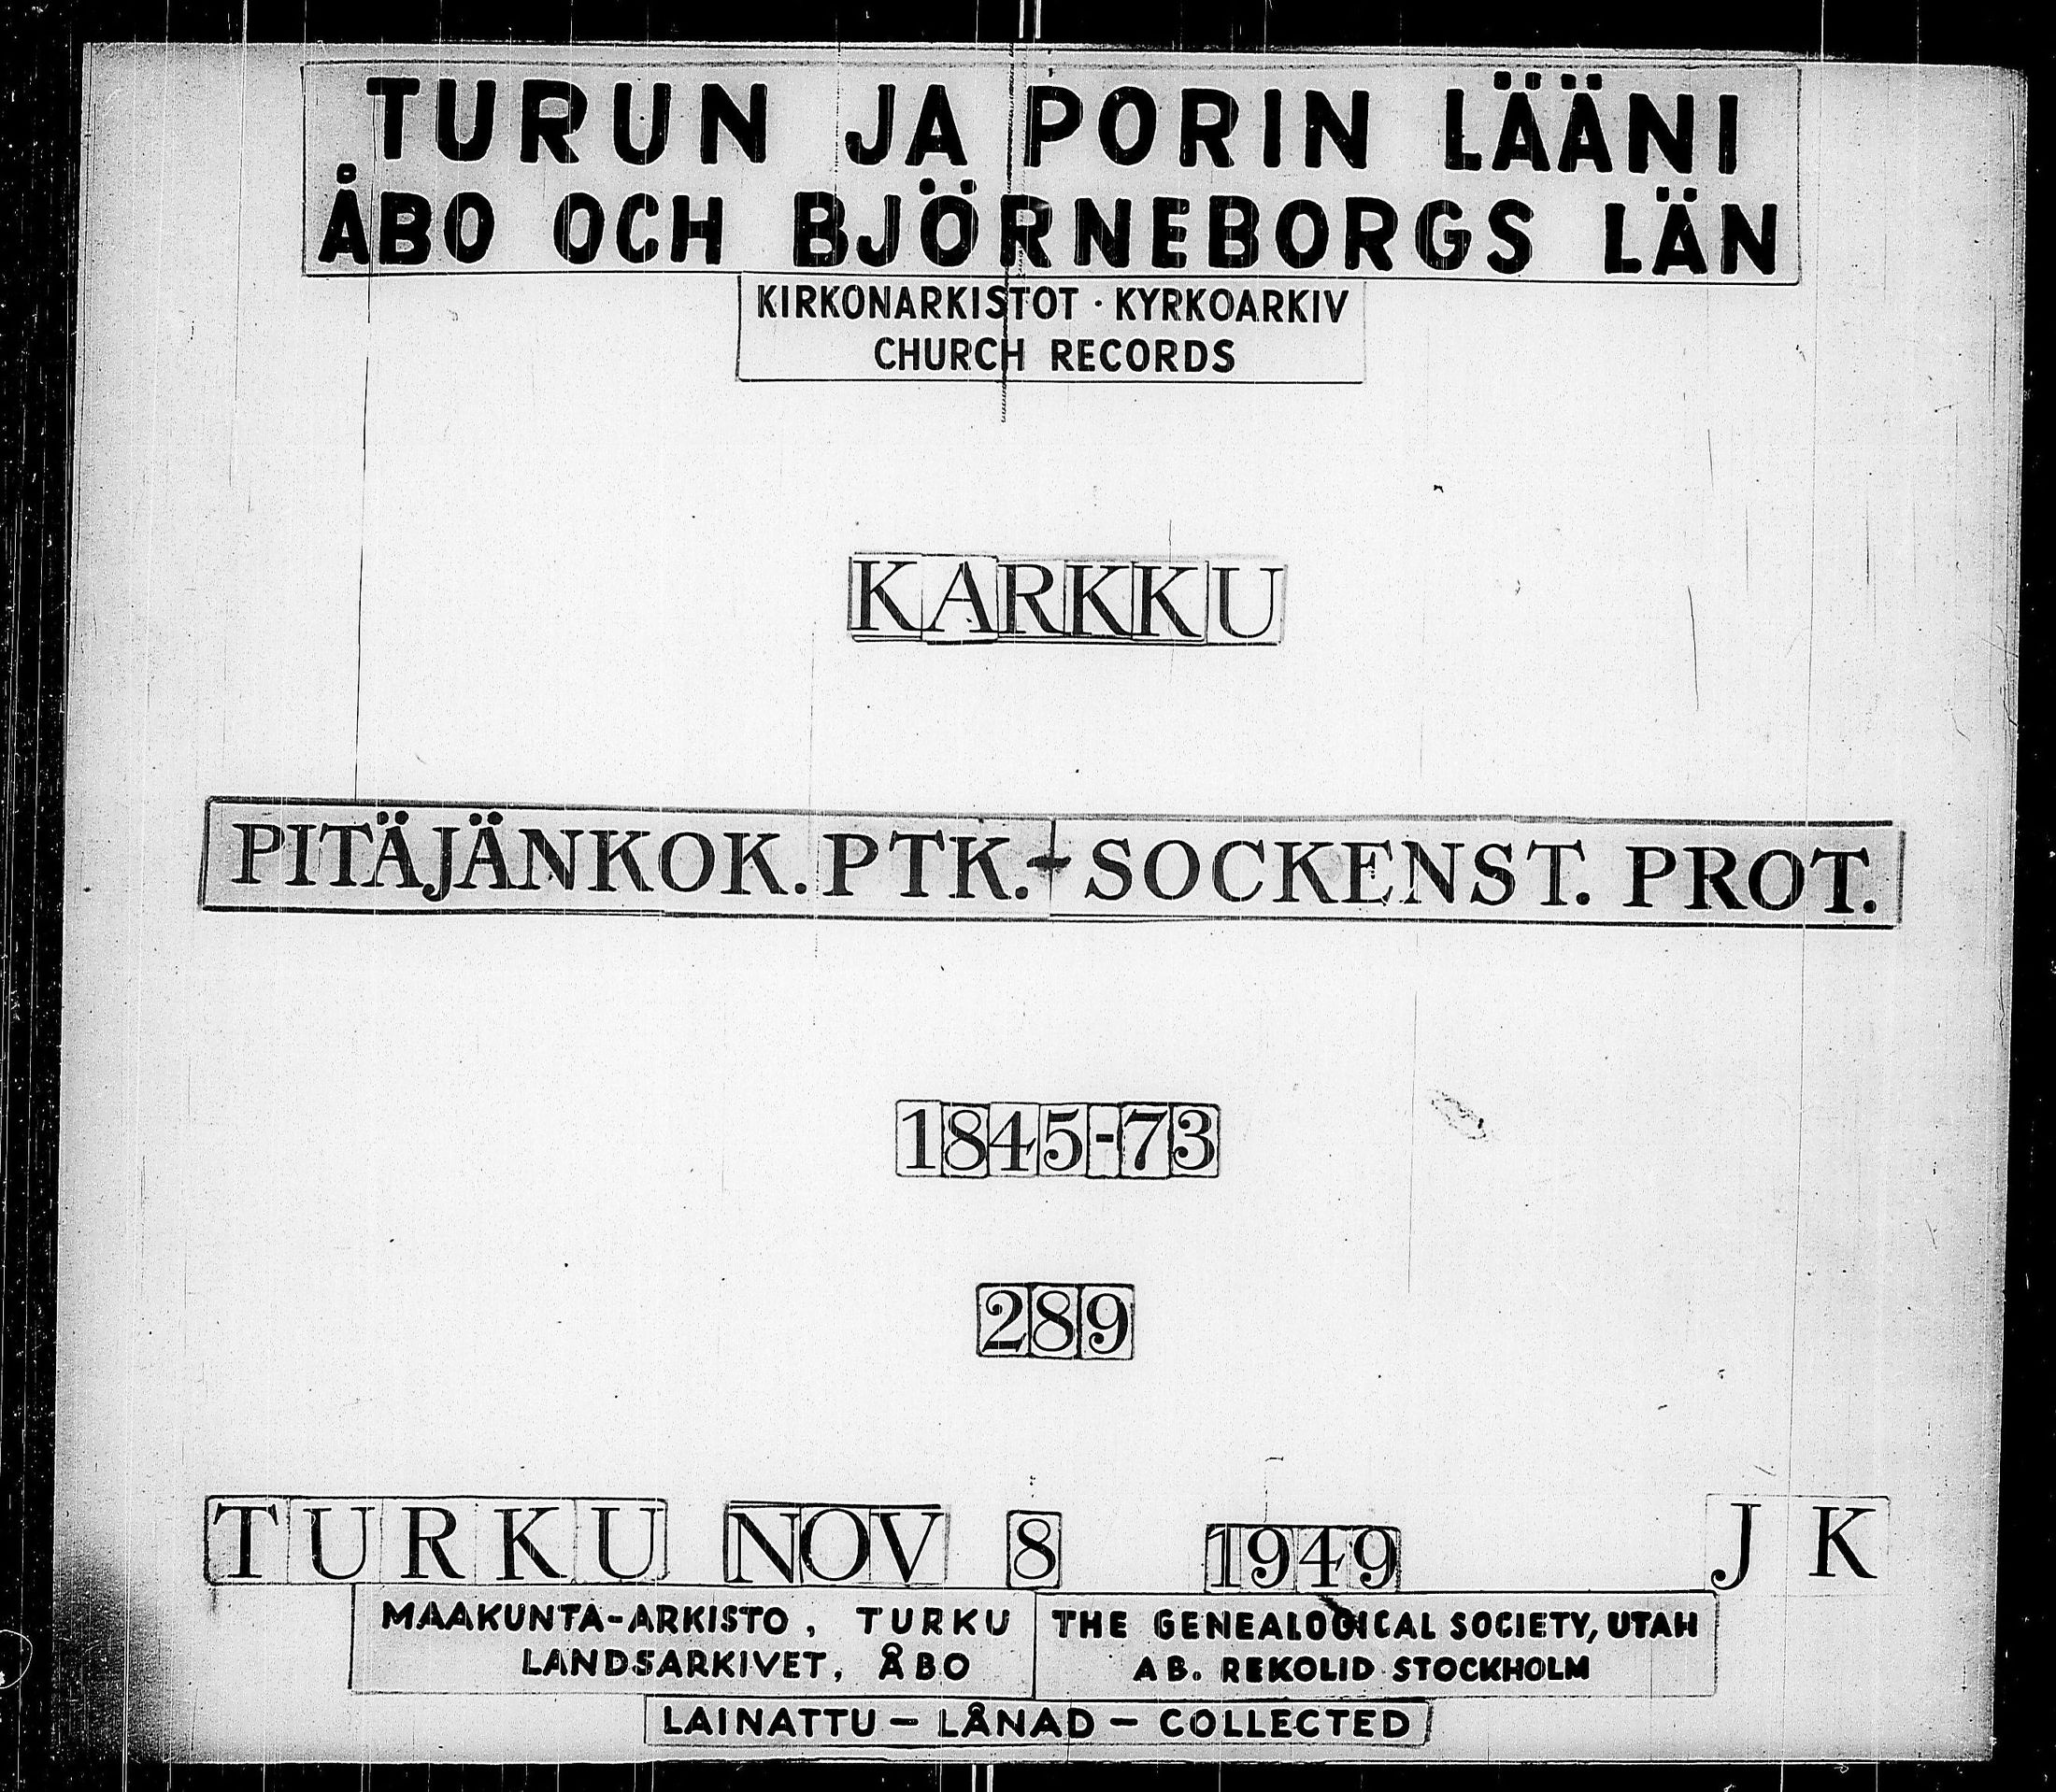 TURUN JA PORIN LÄÄNI
ÅBO OCH BJÖRNEBORGS LÄN
KIRKONARKISTOT · KYRKOARKIV
CHURCH RECORDS
KARKKU
PITÄJÄNKOK. PTK. + SOCKENST. PROT.
1845-73
289
TURKU NOV 8 1949 J K
MAAKUNTA-ARKISTO, TURKU
LANDSARKIVET, ÅBO
THE GENEALOGICAL SOCIETY, UTAH
AB. REKOLID STOCKHOLM
LAINATTU – LÅNAD – COLLECTED